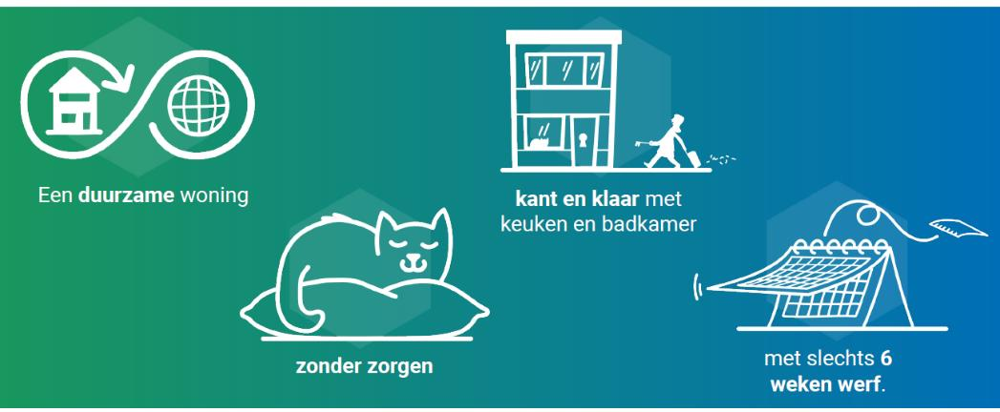 Een duurzame woning
zonder zorgen
kant en klaar met
keuken en badkamer
met slechts 6
weken werf.